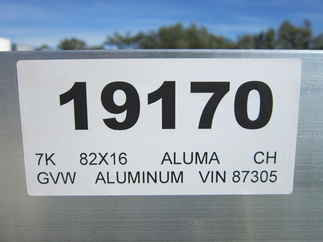 19170
7K 82X16 ALUMA CH
GVW ALUMINUM VIN 87305